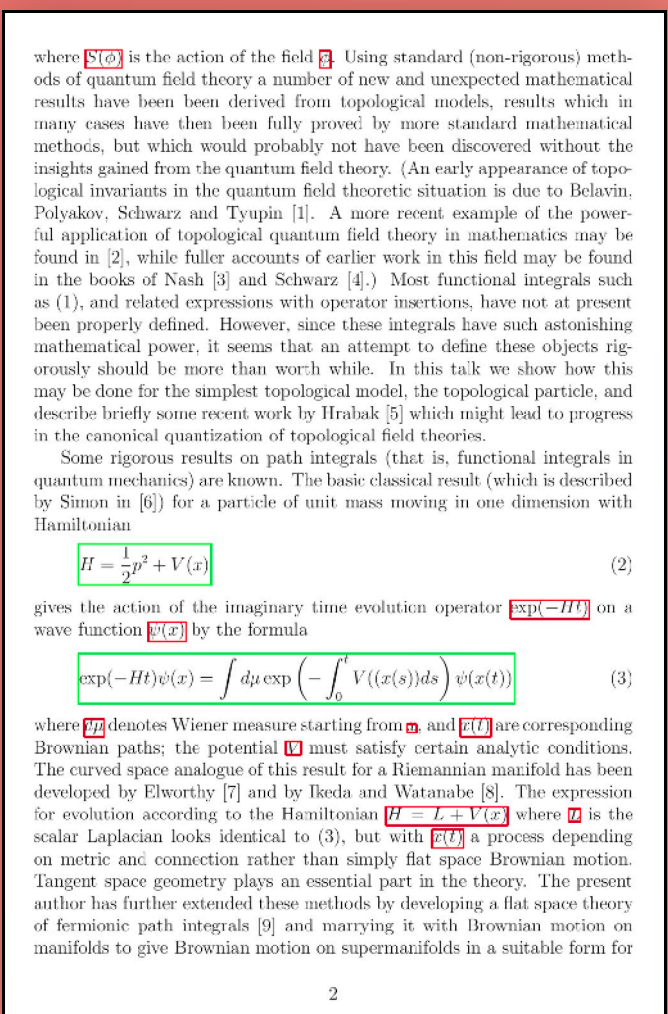 where S(ϕ) is the action of the field ϕ. Using standard (non-rigorous) meth-
ods of quantum field theory a number of new and unexpected mathematical
results have been been derived from topological models, results which in
many cases have then been fully proved by more standard mathematical
methods, but which would probably not have been discovered without the
insights gained from the quantum field theory. (An early appearance of topo-
logical invariants in the quantum field theoretic situation is due to Belavin,
Polyakov, Schwarz and Tyupin [1]. A more recent example of the power-
ful application of topological quantum field theory in mathematics may be
found in [2], while fuller accounts of earlier work in this field may be found
in the books of Nash [3] and Schwarz [4].) Most functional integrals such
as (1), and related expressions with operator insertions, have not at present
been properly defined. However, since these integrals have such astonishing
mathematical power, it seems that an attempt to define these objects rig-
orously should be more than worth while. In this talk we show how this
may be done for the simplest topological model, the topological particle, and
describe briefly some recent work by Hrabak [5] which might lead to progress
in the canonical quantization of topological field theories.
Some rigorous results on path integrals (that is, functional integrals in
quantum mechanics) are known. The basic classical result (which is described
by Simon in [6]) for a particle of unit mass moving in one dimension with
Hamiltonian
H = 1/2 p² + V(x) (2)
gives the action of the imaginary time evolution operator exp(−Ht) on a
wave function ψ(x) by the formula
exp(−Ht)ψ(x) = ∫ dμ exp (− ∫₀ᵗ V((x(s))ds) ψ(x(t)) (3)
where dμ denotes Wiener measure starting from x, and x(t) are corresponding
Brownian paths; the potential V must satisfy certain analytic conditions.
The curved space analogue of this result for a Riemannian manifold has been
developed by Elworthy [7] and by Ikeda and Watanabe [8]. The expression
for evolution according to the Hamiltonian H = L + V(x) where L is the
scalar Laplacian looks identical to (3), but with x(t) a process depending
on metric and connection rather than simply flat space Brownian motion.
Tangent space geometry plays an essential part in the theory. The present
author has further extended these methods by developing a flat space theory
of fermionic path integrals [9] and marrying it with Brownian motion on
manifolds to give Brownian motion on supermanifolds in a suitable form for
2